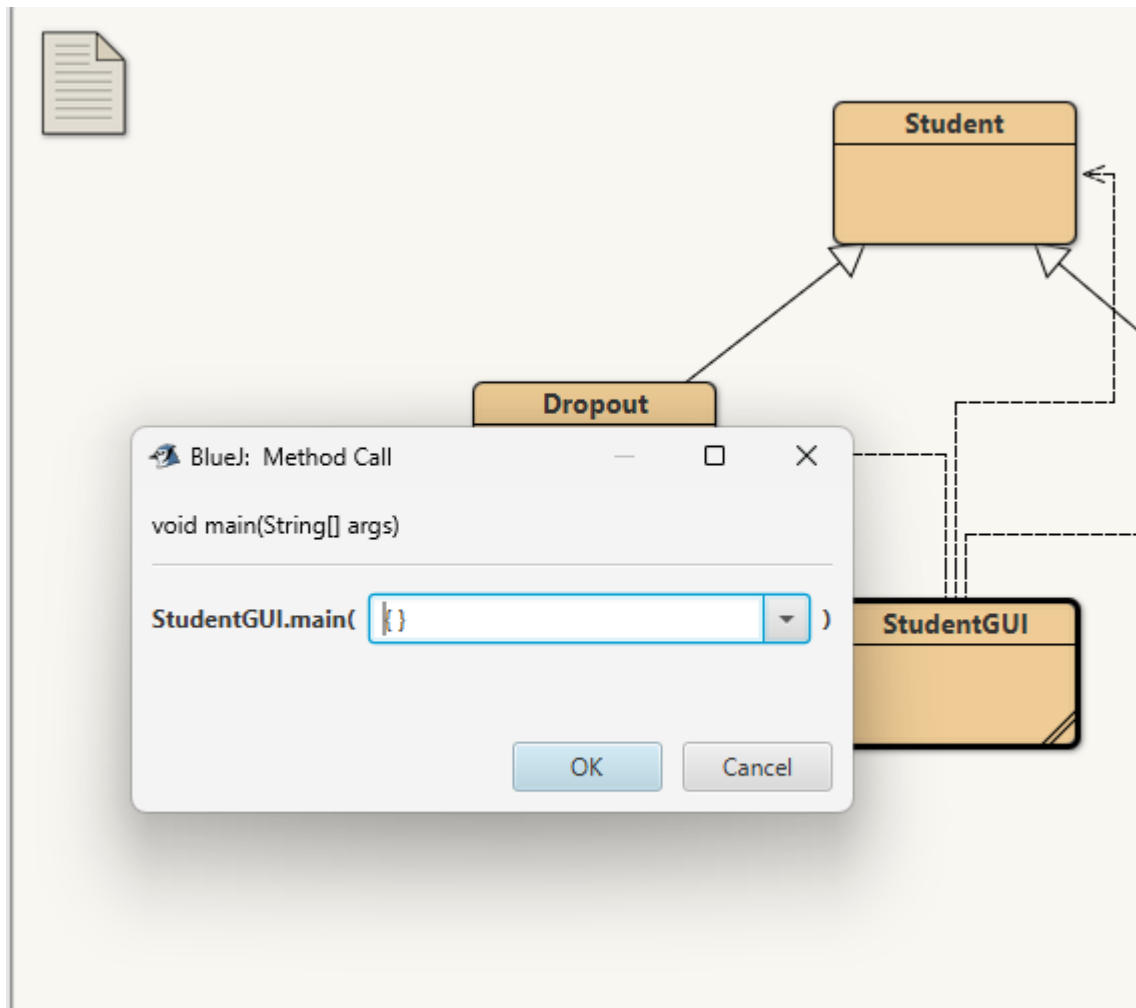 Student
Dropout
BlueJ: Method Call
void main(String[] args)
StudentGUI.main( { } )
StudentGUI
OK
Cancel